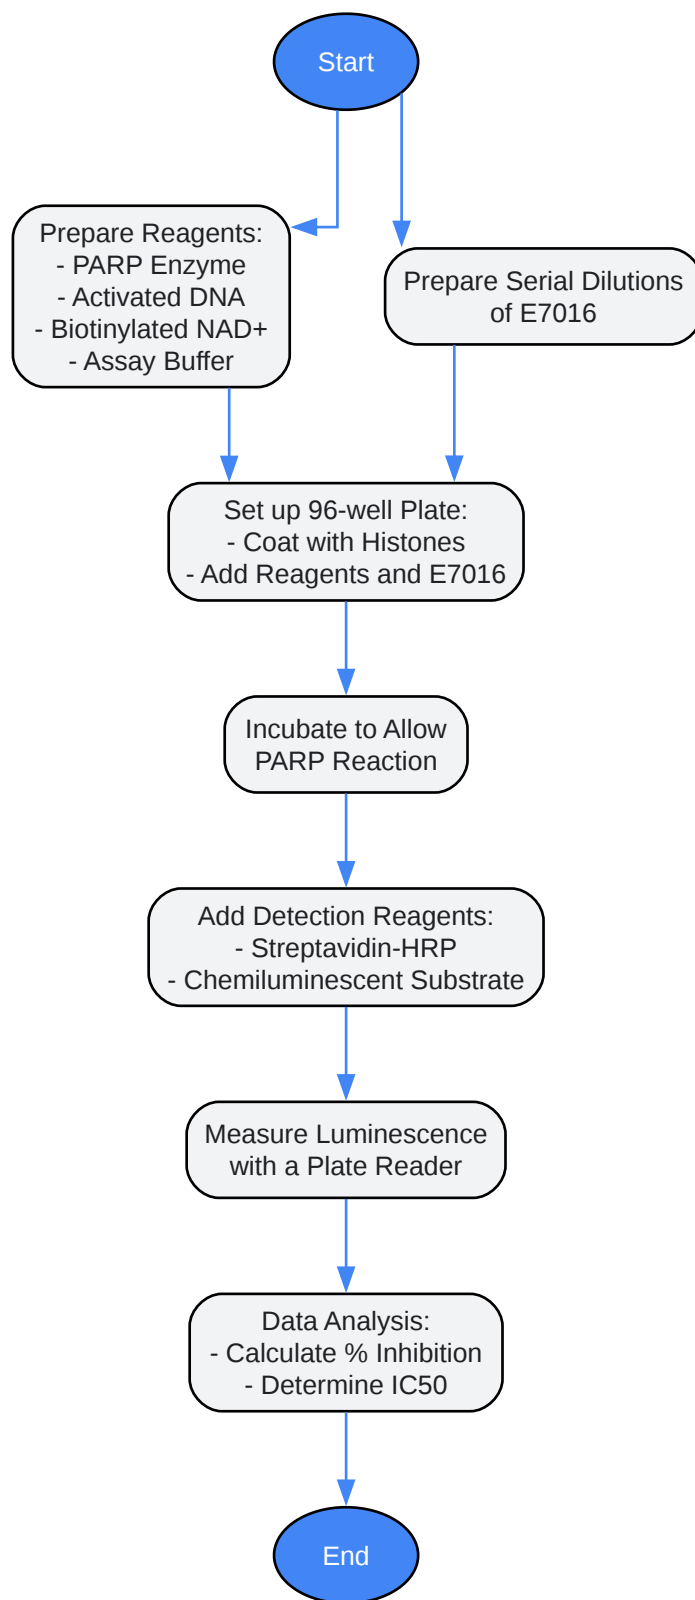 Start
Prepare Reagents:
- PARP Enzyme
- Activated DNA
- Biotinylated NAD+
- Assay Buffer
Prepare Serial Dilutions
of E7016
Set up 96-well Plate:
- Coat with Histones
- Add Reagents and E7016
Incubate to Allow
PARP Reaction
Add Detection Reagents:
- Streptavidin-HRP
- Chemiluminescent Substrate
Measure Luminescence
with a Plate Reader
Data Analysis:
- Calculate % Inhibition
- Determine IC50
End